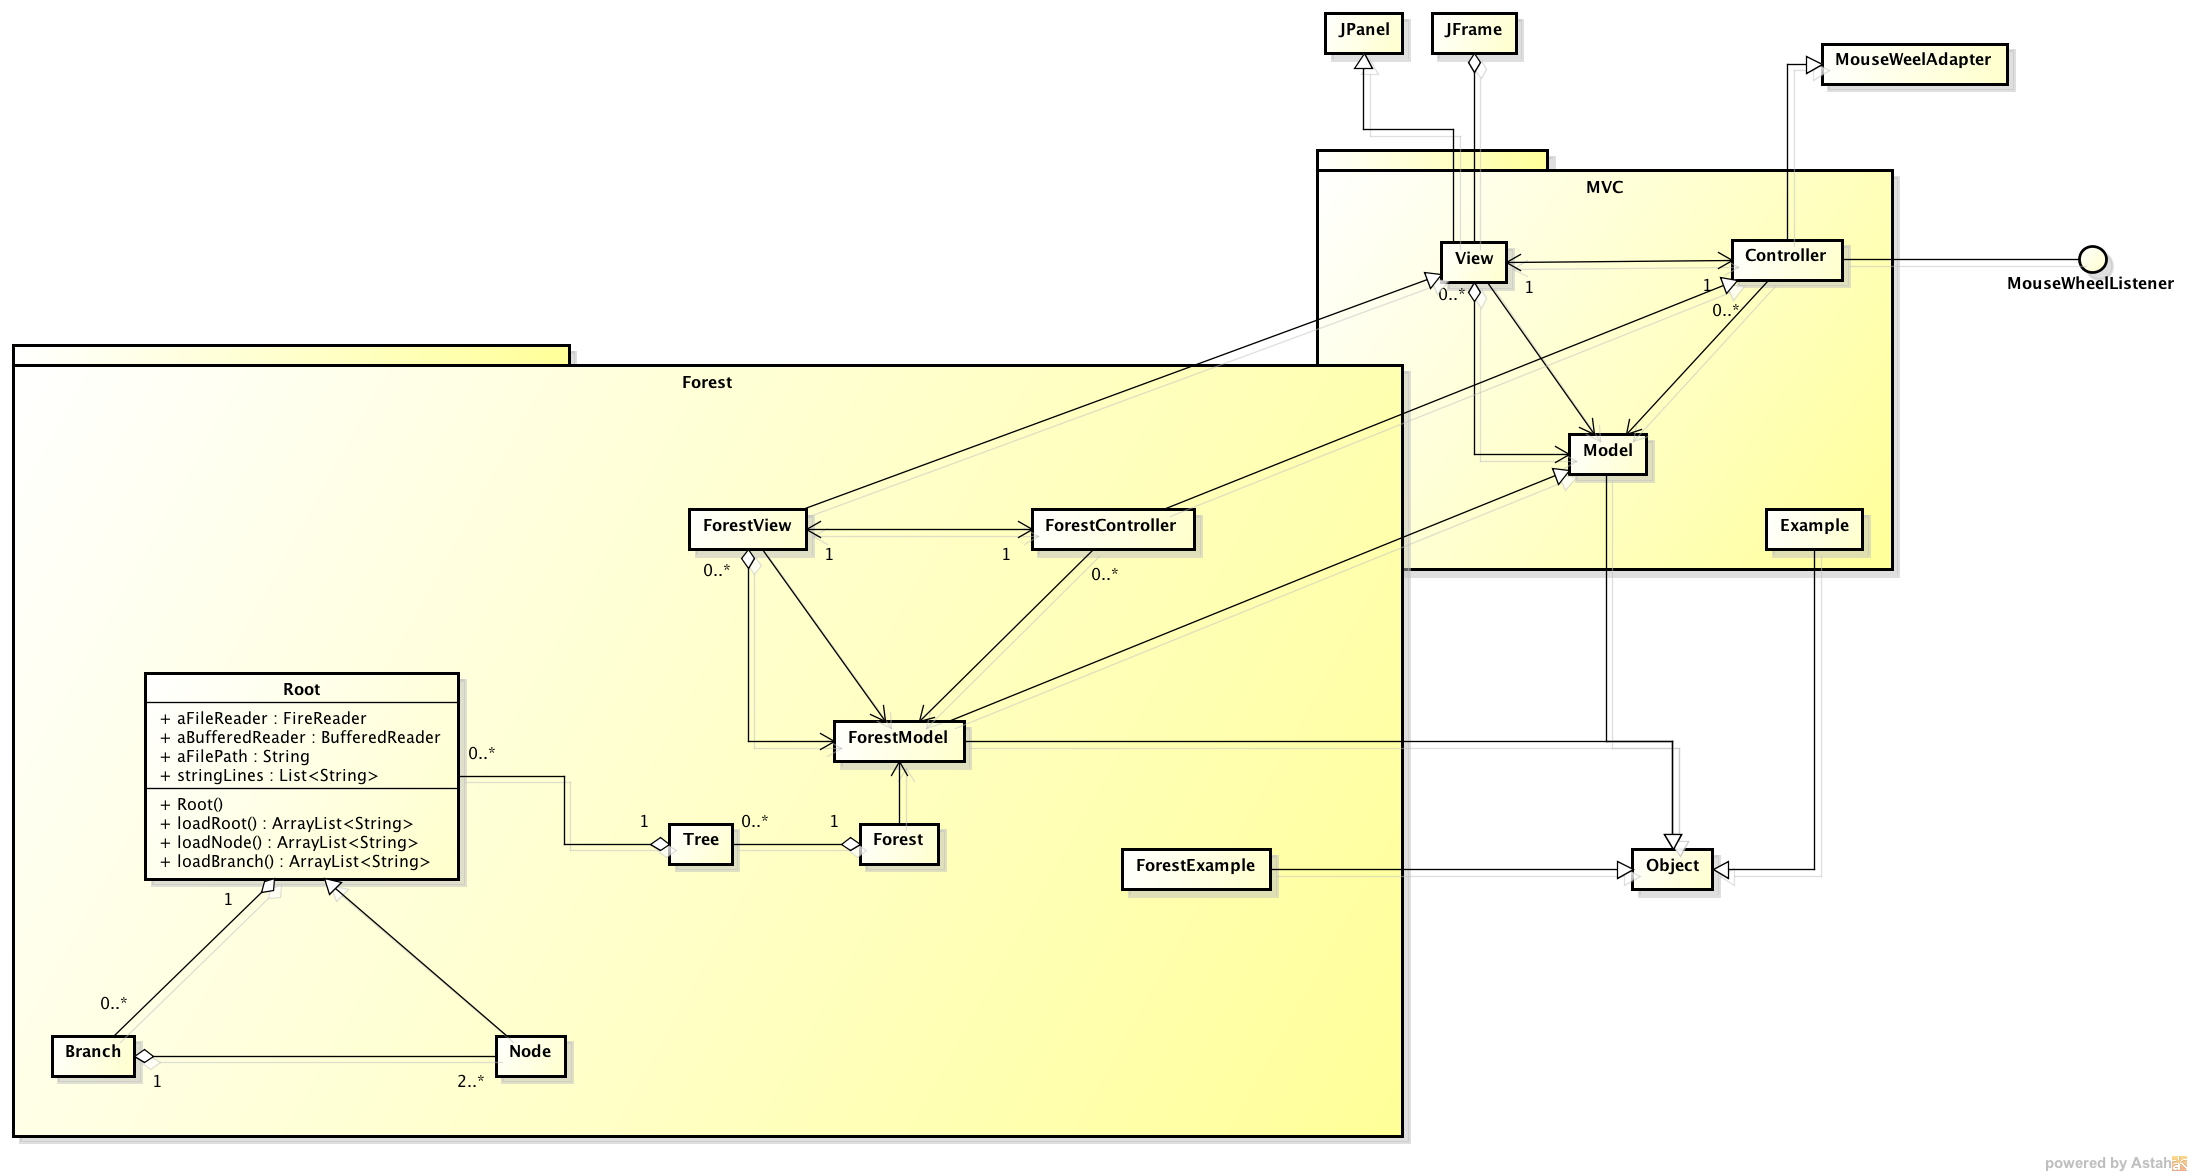 JPanel
JFrame
MouseWeelAdapter
MVC
View
Controller
MouseWheelListener
0..*
1
1
0..*
Forest
Model
ForestView
ForestController
Example
0..*
1
1
0..*
Root
+ aFileReader : FireReader
+ aBufferedReader : BufferedReader
+ aFilePath : String
+ stringLines : List<String>
+ Root()
+ loadRoot() : ArrayList<String>
+ loadNode() : ArrayList<String>
+ loadBranch() : ArrayList<String>
ForestModel
0..*
1
Tree
0..*
1
Forest
ForestExample
Object
1
0..*
Branch
Node
1
2..*
powered by Astah